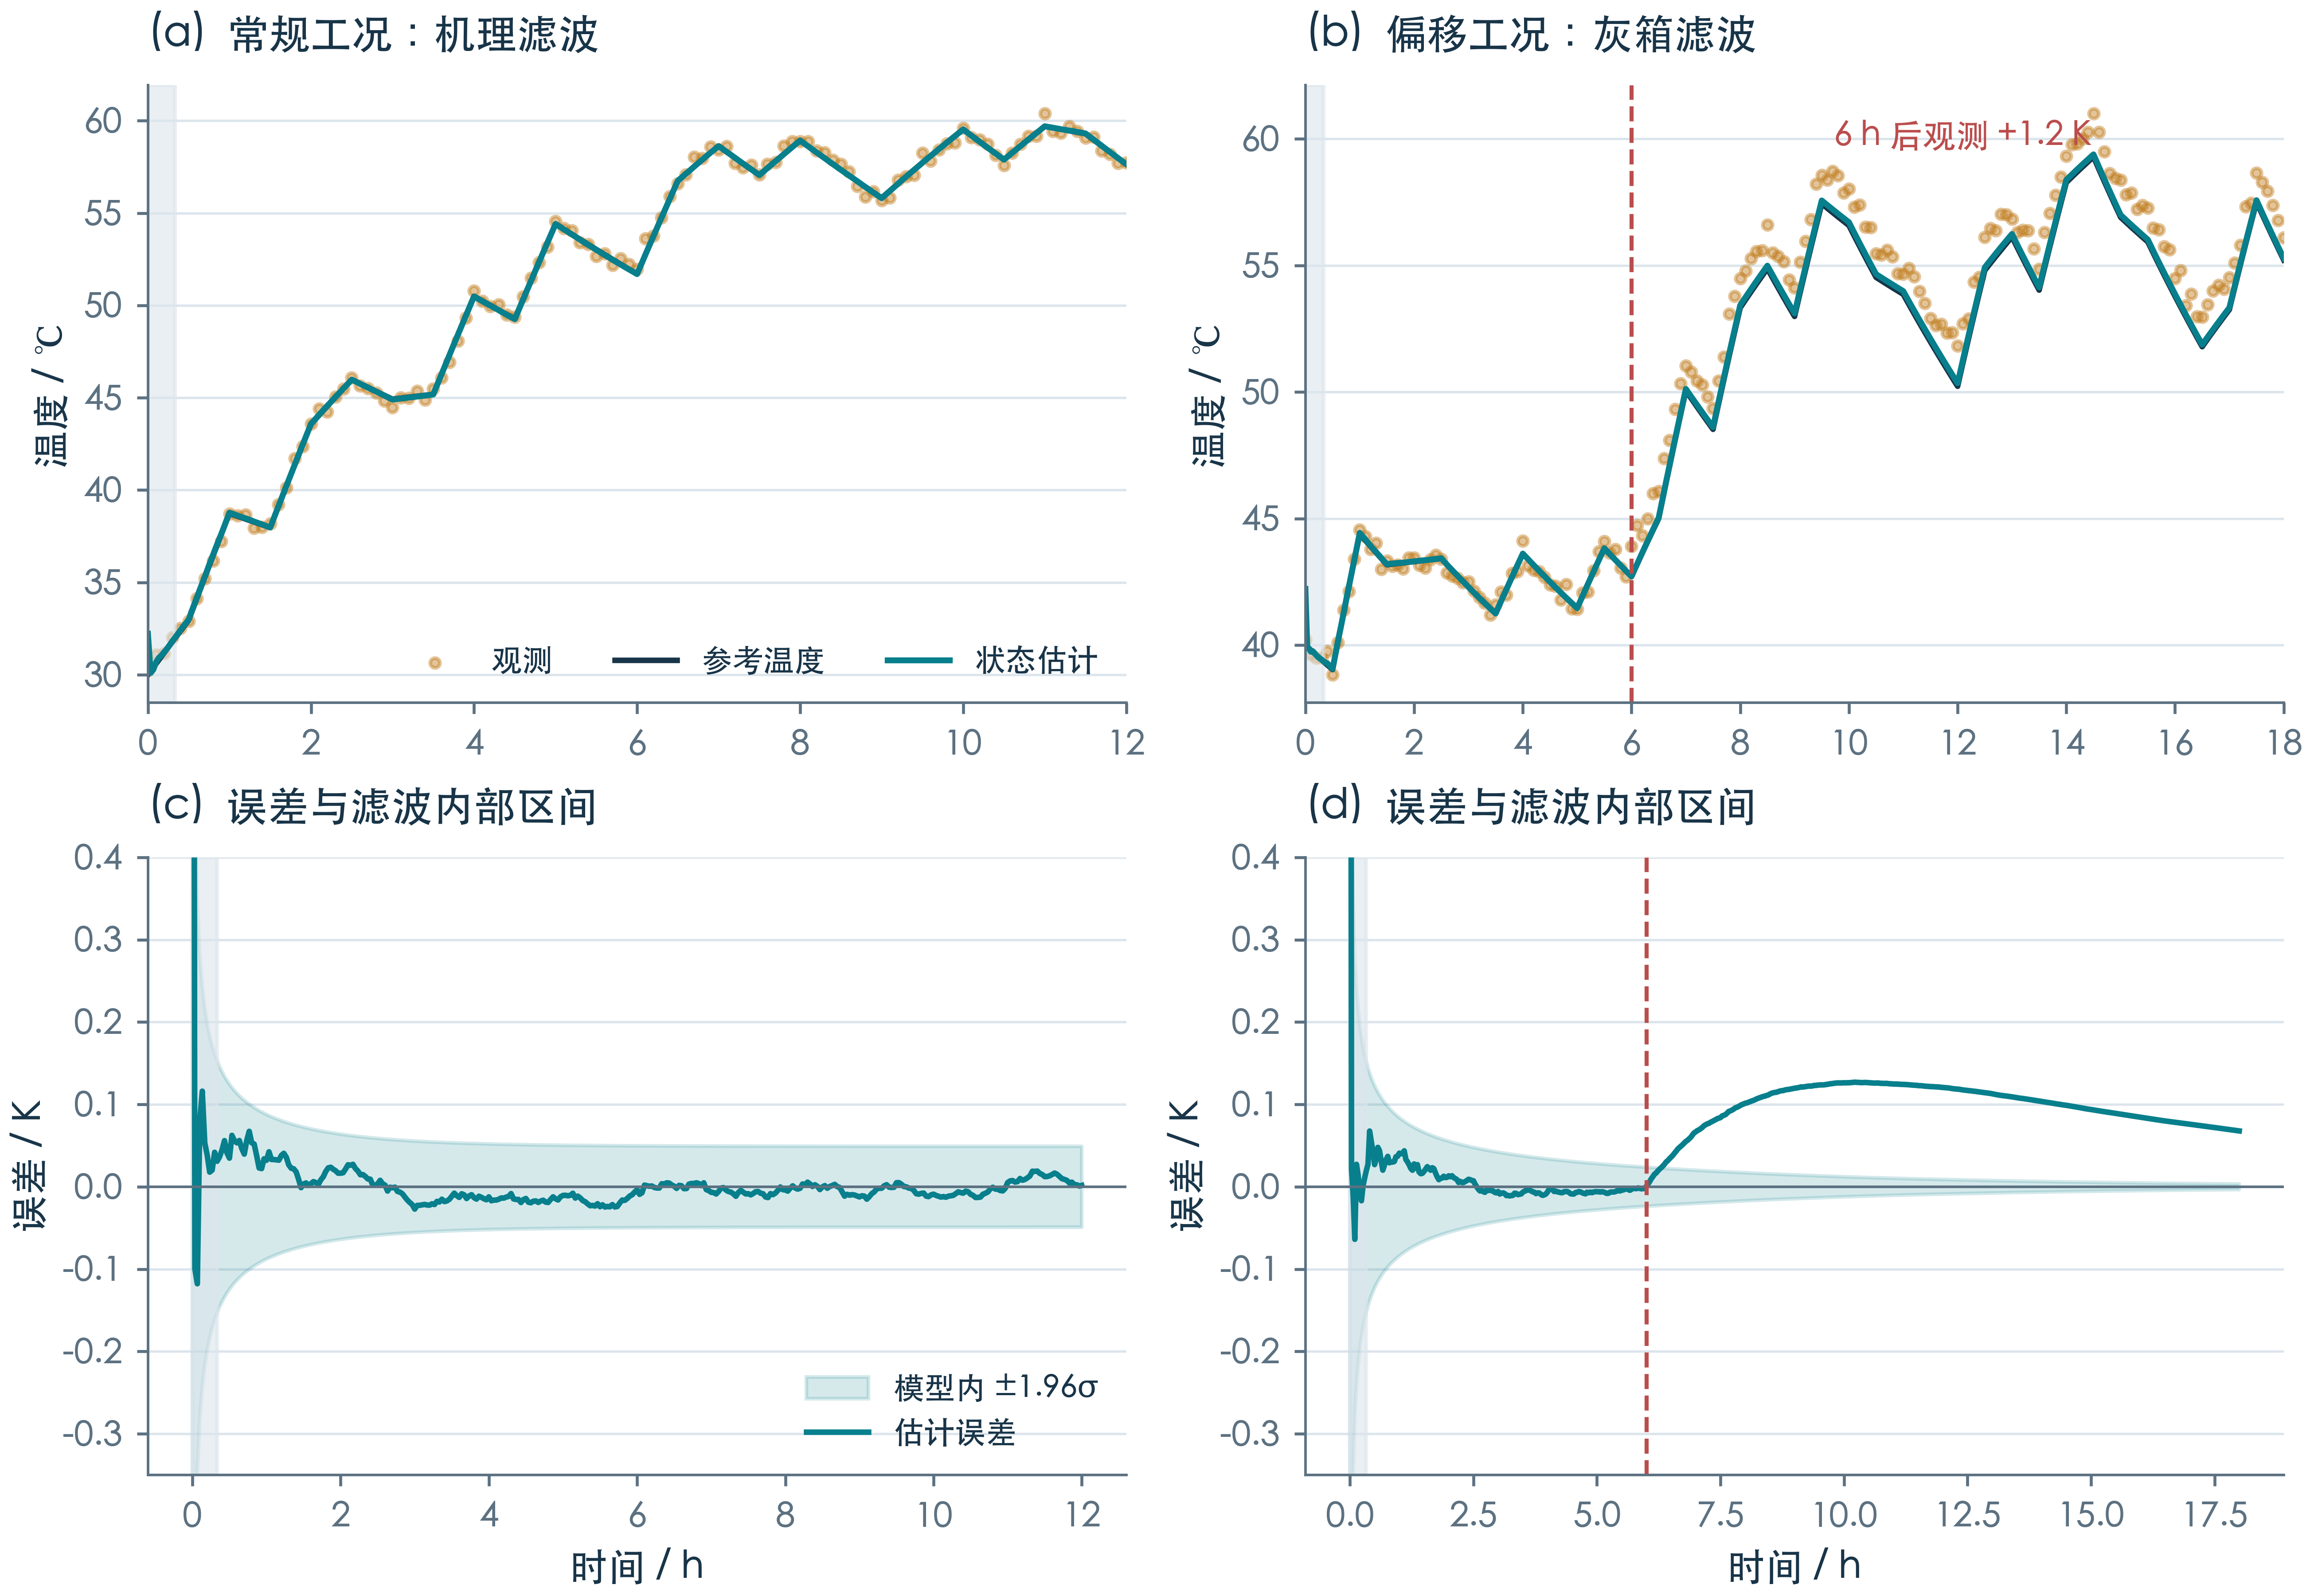 (a) 常规工况：机理滤波
温度 / ℃
60
55
50
45
40
35
30
观测
参考温度
状态估计
0 2 4 6 8 10 12
(b) 偏移工况：灰箱滤波
温度 / ℃
60
55
50
45
40
6 h 后观测 +1.2 K
0 2 4 6 8 10 12 14 16 18
(c) 误差与滤波内部区间
误差 / K
0.4
0.3
0.2
0.1
0.0
-0.1
-0.2
-0.3
模型内 ±1.96σ
估计误差
0 2 4 6 8 10 12
时间 / h
(d) 误差与滤波内部区间
误差 / K
0.4
0.3
0.2
0.1
0.0
-0.1
-0.2
-0.3
0.0 2.5 5.0 7.5 10.0 12.5 15.0 17.5
时间 / h